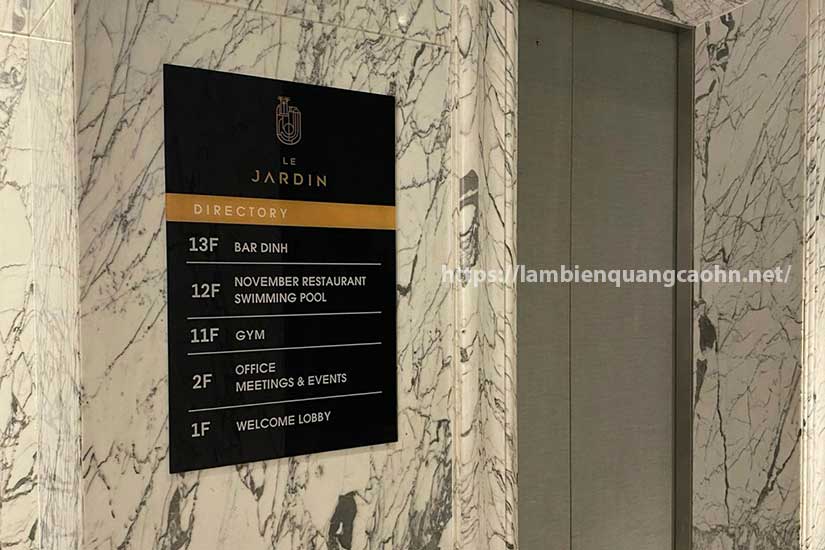 LE
JARDIN
DIRECTORY
13F BAR DINH
12F NOVEMBER RESTAURANT
SWIMMING POOL
11F GYM
2F OFFICE
MEETINGS & EVENTS
1F WELCOME LOBBY
https://lambienquangcaohn.net/